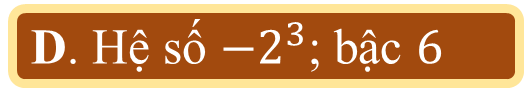 D. Hệ số −2³; bậc 6